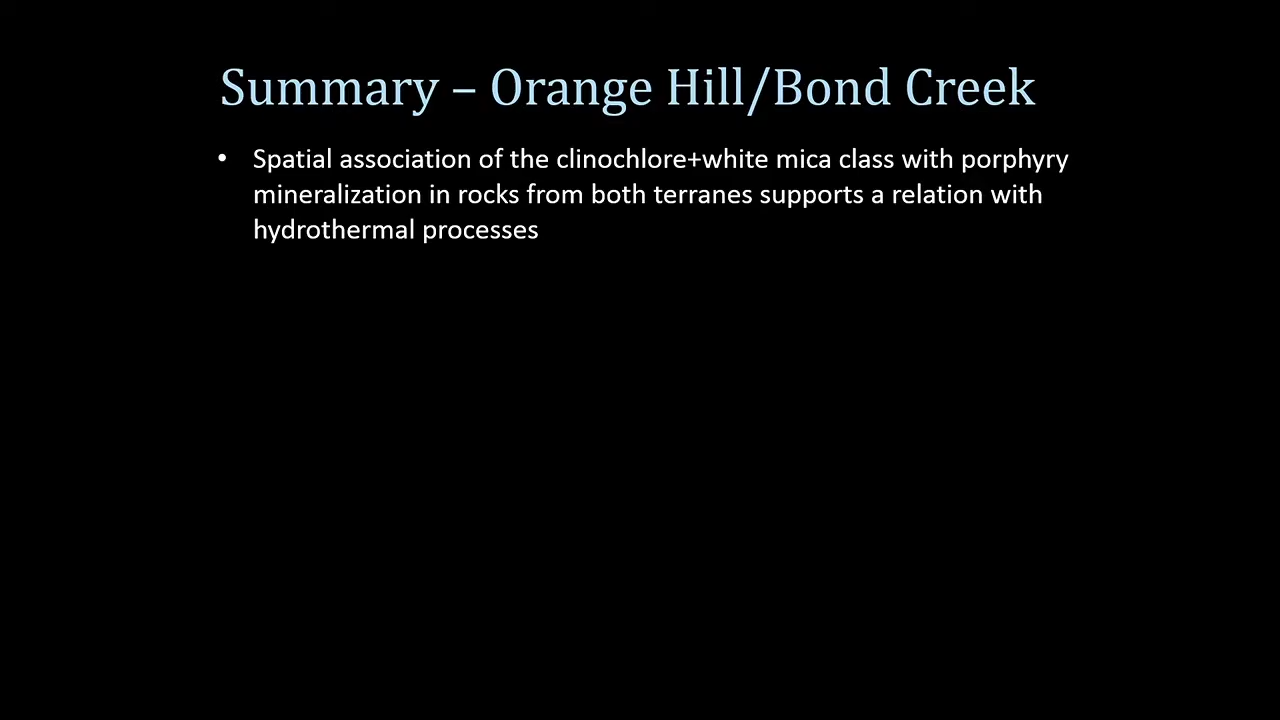 Summary – Orange Hill/Bond Creek
• Spatial association of the clinochlore+white mica class with porphyry
mineralization in rocks from both terranes supports a relation with
hydrothermal processes